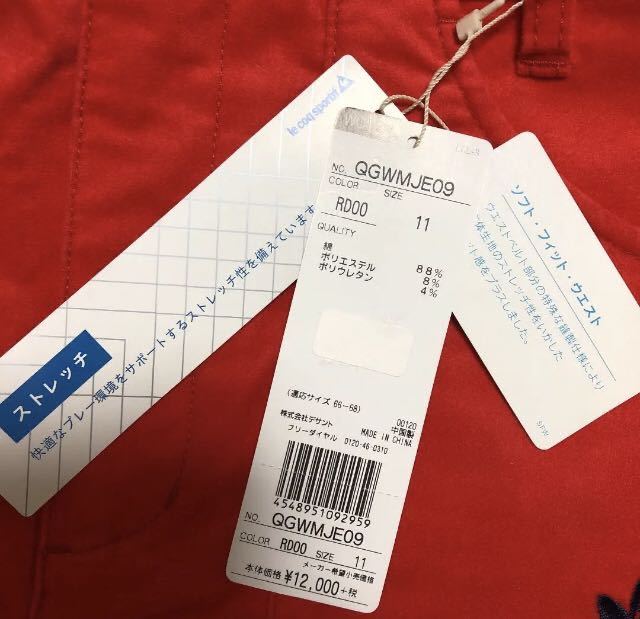 le coq sportif
ストレッチ
快適なプレー環境をサポートするストレッチ性を備えています
NO. QGWMJE09
COLOR SIZE
RD00 11
QUALITY
綿 88%
ポリエステル 8%
ポリウレタン 4%
(適応サイズ 66-68)
00120
株式会社デサント 中国製
フリーダイヤル 0120-46-0310 MADE IN CHINA
4548951092959
NO. QGWMJE09
COLOR RD00 SIZE 11
メーカー希望小売価格
本体価格 ¥12,000+税
ソフト・フィット・ウエスト
ウエストベルト部分の特殊な縫製仕様により
体生地のストレッチ性をいかした
ト感をプラスしました。
SFW